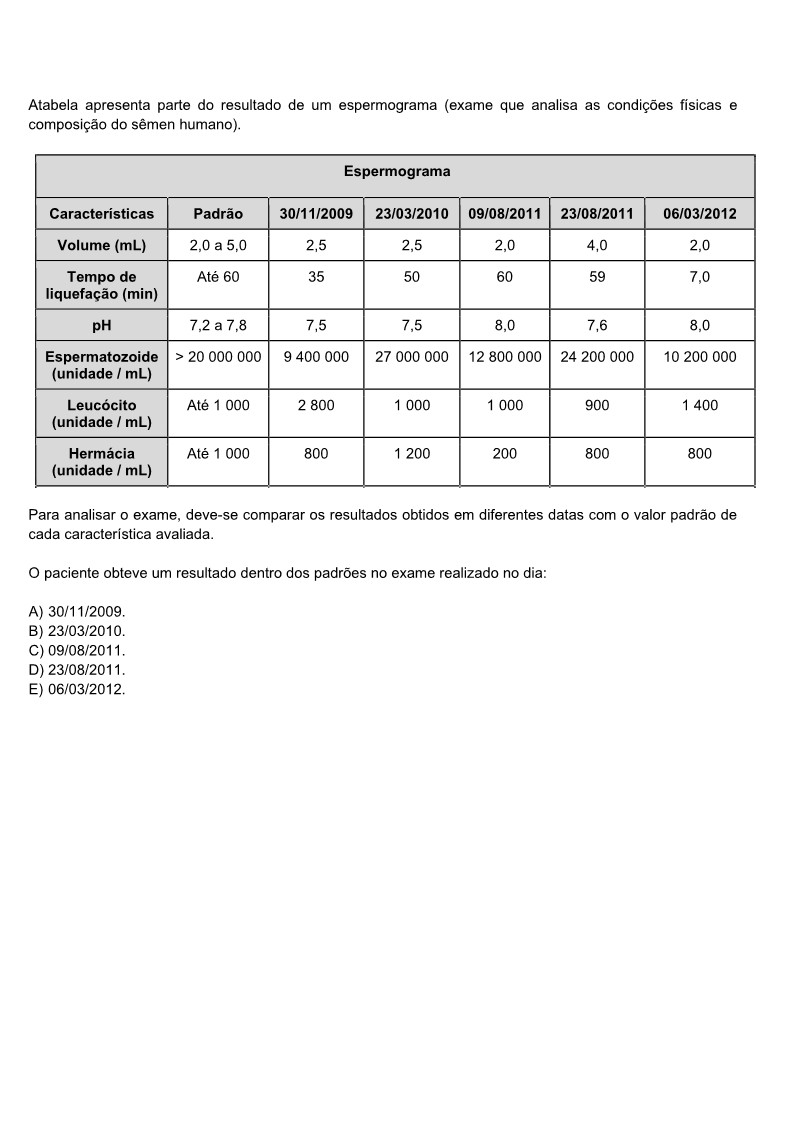 Atabela apresenta parte do resultado de um espermograma (exame que analisa as condições físicas e
composição do sêmen humano).
Espermograma
Características Padrão 30/11/2009 23/03/2010 09/08/2011 23/08/2011 06/03/2012
Volume (mL) 2,0 a 5,0 2,5 2,5 2,0 4,0 2,0
Tempo de Até 60 35 50 60 59 7,0
liquefação (min)
pH 7,2 a 7,8 7,5 7,5 8,0 7,6 8,0
Espermatozoide > 20 000 000 9 400 000 27 000 000 12 800 000 24 200 000 10 200 000
(unidade / mL)
Leucócito Até 1 000 2 800 1 000 1 000 900 1 400
(unidade / mL)
Hermácia Até 1 000 800 1 200 200 800 800
(unidade / mL)
Para analisar o exame, deve-se comparar os resultados obtidos em diferentes datas com o valor padrão de
cada característica avaliada.
O paciente obteve um resultado dentro dos padrões no exame realizado no dia:
A) 30/11/2009.
B) 23/03/2010.
C) 09/08/2011.
D) 23/08/2011.
E) 06/03/2012.